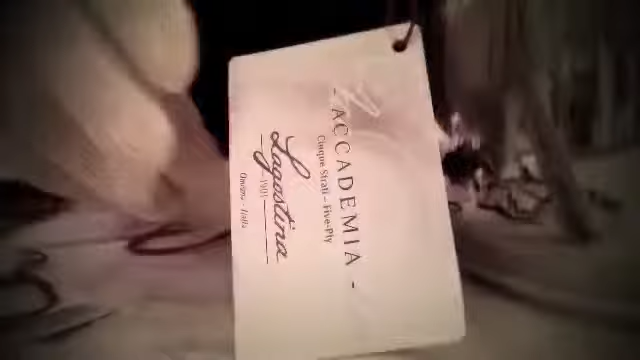 - ACCADEMIA -
Cinque Strati - Five-Ply
Lagostina
1901
Omegna - Italia